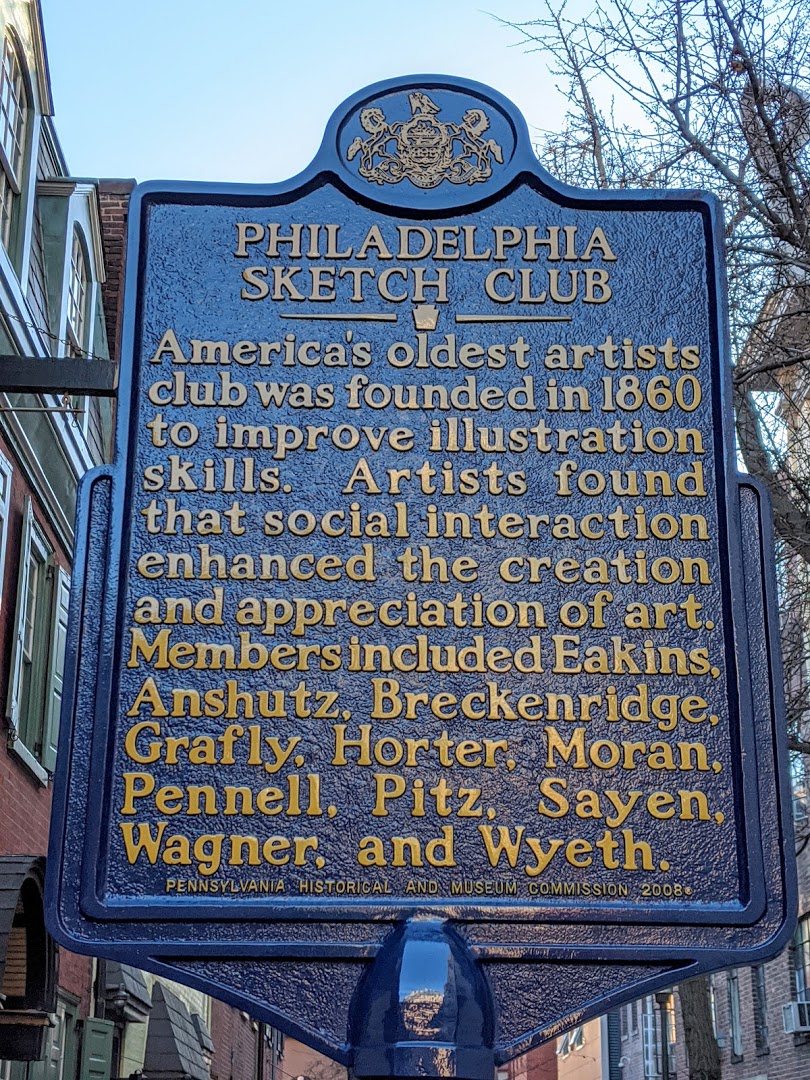 PHILADELPHIA
SKETCH CLUB
America's oldest artists
club was founded in 1860
to improve illustration
skills. Artists found
that social interaction
enhanced the creation
and appreciation of art.
Members included Eakins,
Anshutz, Breckenridge,
Grafly, Horter, Moran,
Pennell, Pitz, Sayen,
Wagner, and Wyeth.
PENNSYLVANIA HISTORICAL AND MUSEUM COMMISSION 2008©